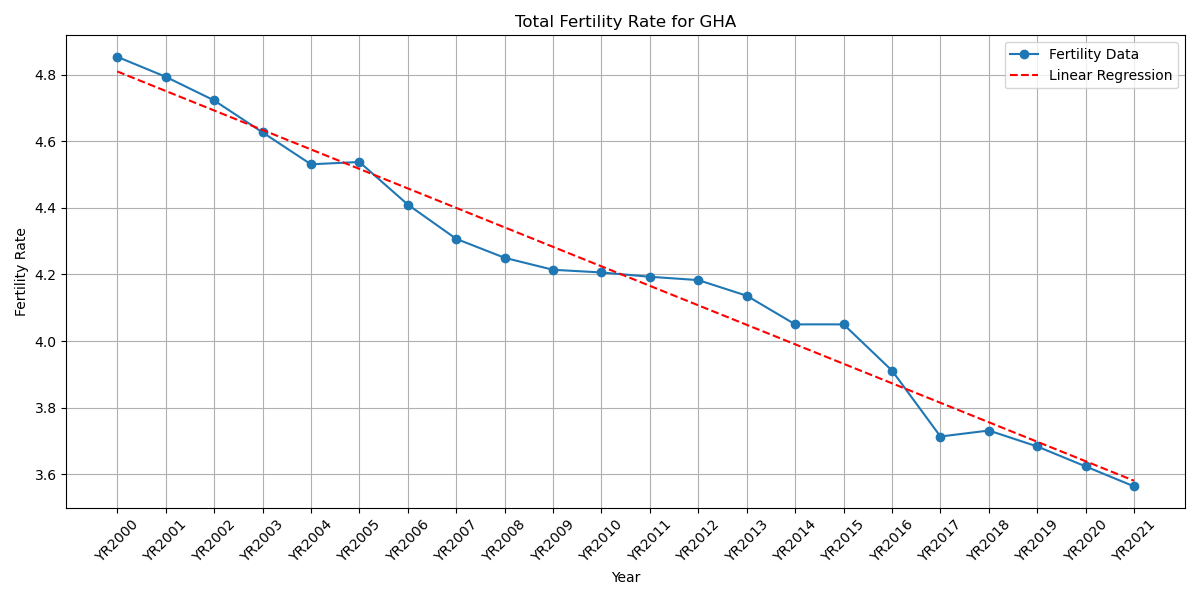 Total Fertility Rate for GHA
Fertility Data
Linear Regression
Fertility Rate
4.8
4.6
4.4
4.2
4.0
3.8
3.6
YR2000
YR2001
YR2002
YR2003
YR2004
YR2005
YR2006
YR2007
YR2008
YR2009
YR2010
YR2011
YR2012
YR2013
YR2014
YR2015
YR2016
YR2017
YR2018
YR2019
YR2020
YR2021
Year